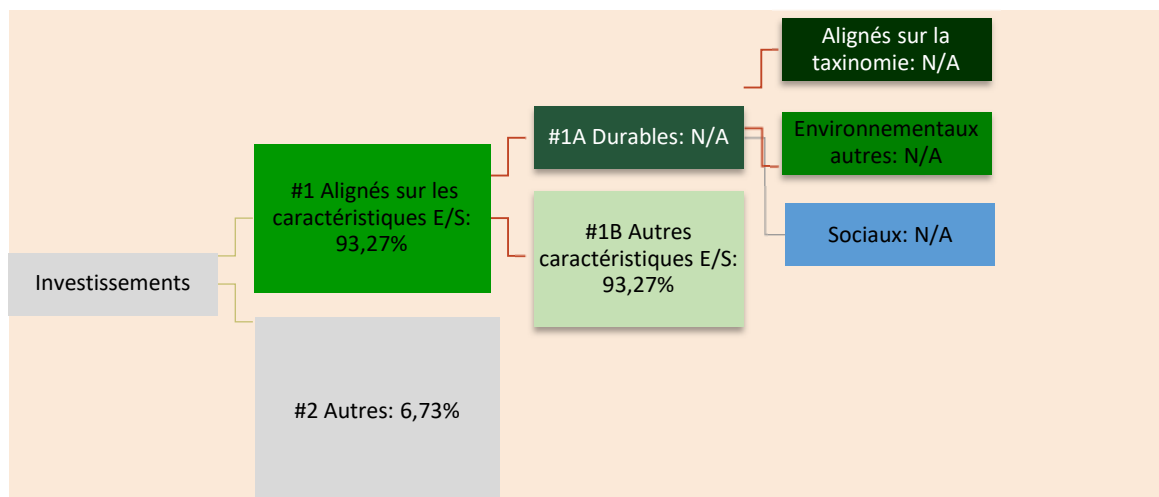 Investissements
#1 Alignés sur les
caractéristiques E/S:
93,27%
#2 Autres: 6,73%
#1A Durables: N/A
#1B Autres
caractéristiques E/S:
93,27%
Alignés sur la
taxinomie: N/A
Environnementaux
autres: N/A
Sociaux: N/A